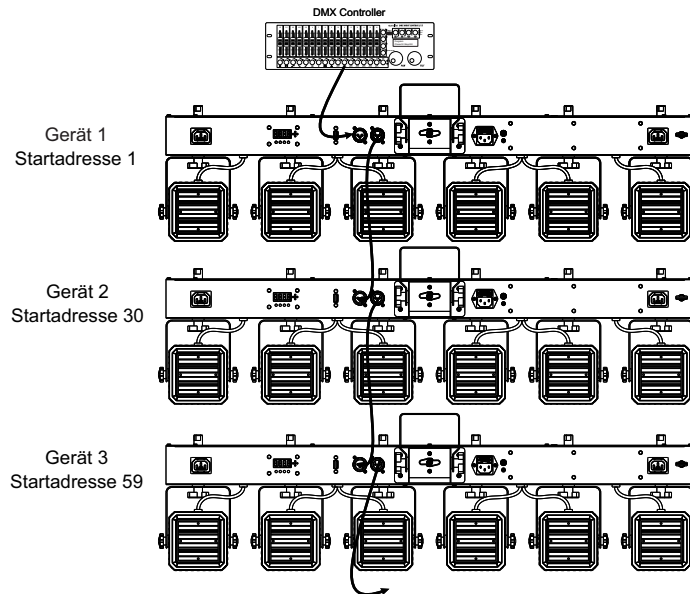 DMX Controller
Gerät 1
Startadresse 1
Gerät 2
Startadresse 30
Gerät 3
Startadresse 59